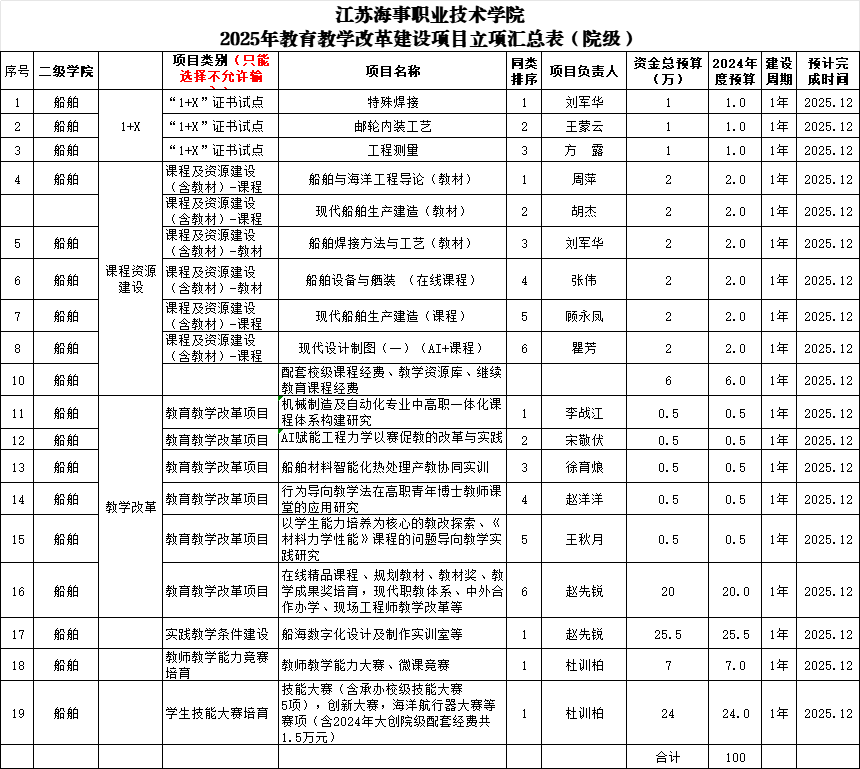 江苏海事职业技术学院
2025年教育教学改革建设项目立项汇总表（院级）
序号 二级学院 项目类别（只能选择不允许输 项目名称 同类排序 项目负责人 资金总预算（万） 2024年度预算 建设周期 预计完成时间
1 船舶 1+X “1+X”证书试点 特殊焊接 1 刘军华 1 1.0 1年 2025.12
2 船舶 “1+X”证书试点 邮轮内装工艺 2 王蒙云 1 1.0 1年 2025.12
3 船舶 “1+X”证书试点 工程测量 3 方 露 1 1.0 1年 2025.12
4 船舶 课程资源建设 课程及资源建设（含教材）-课程 船舶与海洋工程导论（教材） 1 周萍 2 2.0 1年 2025.12
课程及资源建设（含教材）-课程 现代船舶生产建造（教材） 2 胡杰 2 2.0 1年 2025.12
5 船舶 课程及资源建设（含教材）-教材 船舶焊接方法与工艺（教材） 3 刘军华 2 2.0 1年 2025.12
6 船舶 课程及资源建设（含教材）-教材 船舶设备与舾装 （在线课程） 4 张伟 2 2.0 1年 2025.12
7 船舶 课程及资源建设（含教材）-课程 现代船舶生产建造（课程） 5 顾永凤 2 2.0 1年 2025.12
8 船舶 课程及资源建设（含教材）-课程 现代设计制图（一）（AI+课程） 6 瞿芳 2 2.0 1年 2025.12
10 船舶 配套校级课程经费、教学资源库、继续教育课程经费 6 6.0 1年 2025.12
11 船舶 教学改革 教育教学改革项目 机械制造及自动化专业中高职一体化课程体系构建研究 1 李战江 0.5 0.5 1年 2025.12
12 船舶 教育教学改革项目 AI赋能工程力学以赛促教的改革与实践 2 宋敬伏 0.5 0.5 1年 2025.12
13 船舶 教育教学改革项目 船舶材料智能化热处理产教协同实训 3 徐育烺 0.5 0.5 1年 2025.12
14 船舶 教育教学改革项目 行为导向教学法在高职青年博士教师课堂的应用研究 4 赵洋洋 0.5 0.5 1年 2025.12
15 船舶 教育教学改革项目 以学生能力培养为核心的教改探索、《材料力学性能》课程的问题导向教学实践研究 5 王秋月 0.5 0.5 1年 2025.12
16 船舶 教育教学改革项目 在线精品课程、规划教材、教材奖、教学成果奖培育，现代职教体系、中外合作办学、现场工程师教学改革等 6 赵先锐 20 20.0 1年 2025.12
17 船舶 实践教学条件建设 船海数字化设计及制作实训室等 1 赵先锐 25.5 25.5 1年 2025.12
18 船舶 教师教学能力竞赛培育 教师教学能力大赛、微课竞赛 1 杜训柏 7 7.0 1年 2025.12
19 船舶 学生技能大赛培育 技能大赛（含承办校级技能大赛5项），创新大赛，海洋航行器大赛等赛项（含2024年大创院级配套经费共1.5万元） 1 杜训柏 24 24.0 1年 2025.12
合计 100